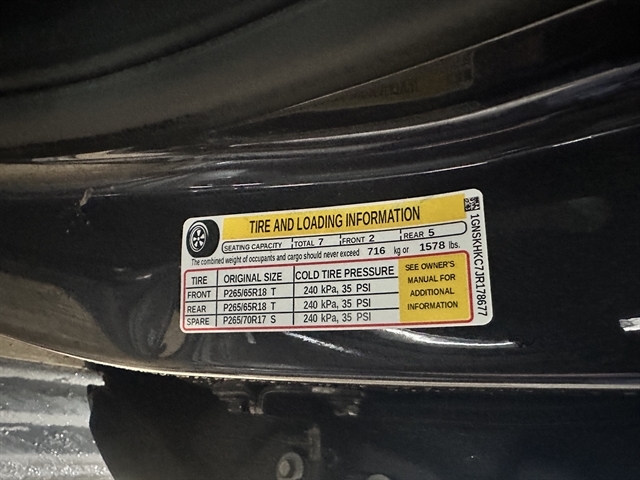 TIRE AND LOADING INFORMATION
SEATING CAPACITY TOTAL 7 FRONT 2 REAR 5
The combined weight of occupants and cargo should never exceed 716 kg or 1578 lbs.
TIRE ORIGINAL SIZE COLD TIRE PRESSURE
FRONT P265/65R18 T 240 kPa, 35 PSI
REAR P265/65R18 T 240 kPa, 35 PSI
SPARE P265/70R17 S 240 kPa, 35 PSI
SEE OWNER'S
MANUAL FOR
ADDITIONAL
INFORMATION
1GNSKHKC7JR178677